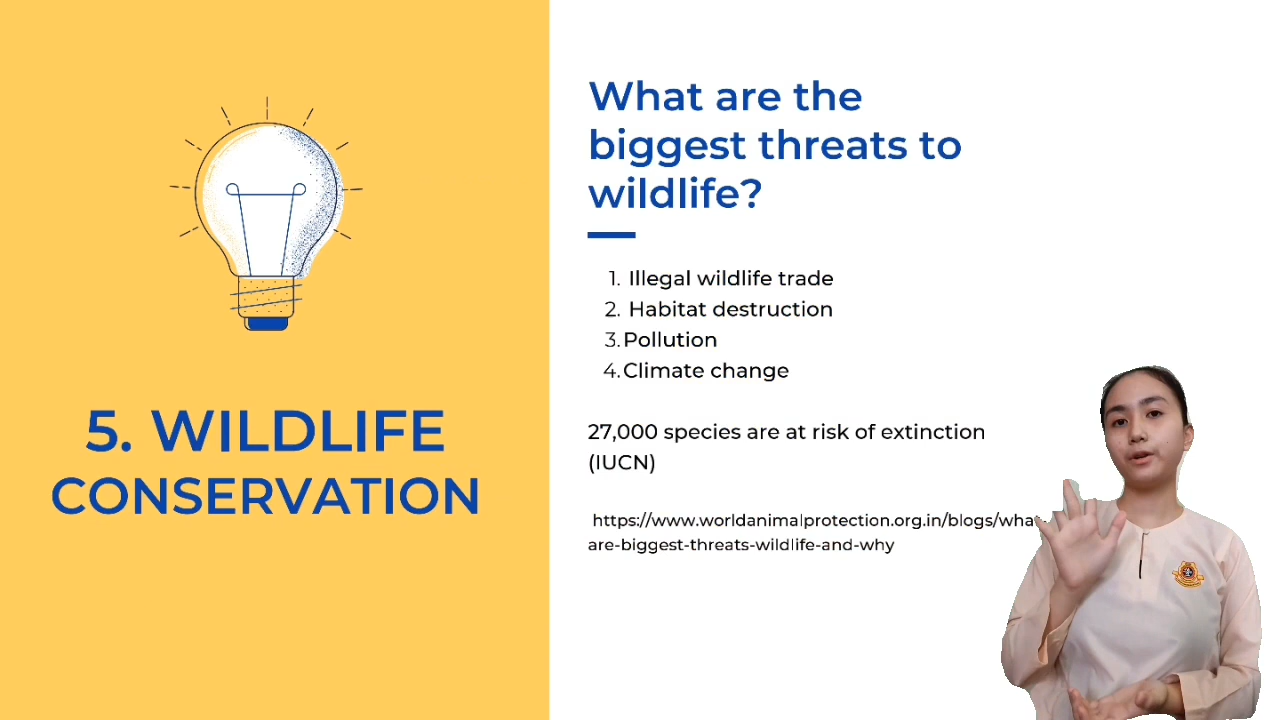 5. WILDLIFE
CONSERVATION
What are the
biggest threats to
wildlife?
1. Illegal wildlife trade
2. Habitat destruction
3. Pollution
4. Climate change
27,000 species are at risk of extinction
(IUCN)
https://www.worldanimalprotection.org.in/blogs/what-
are-biggest-threats-wildlife-and-why